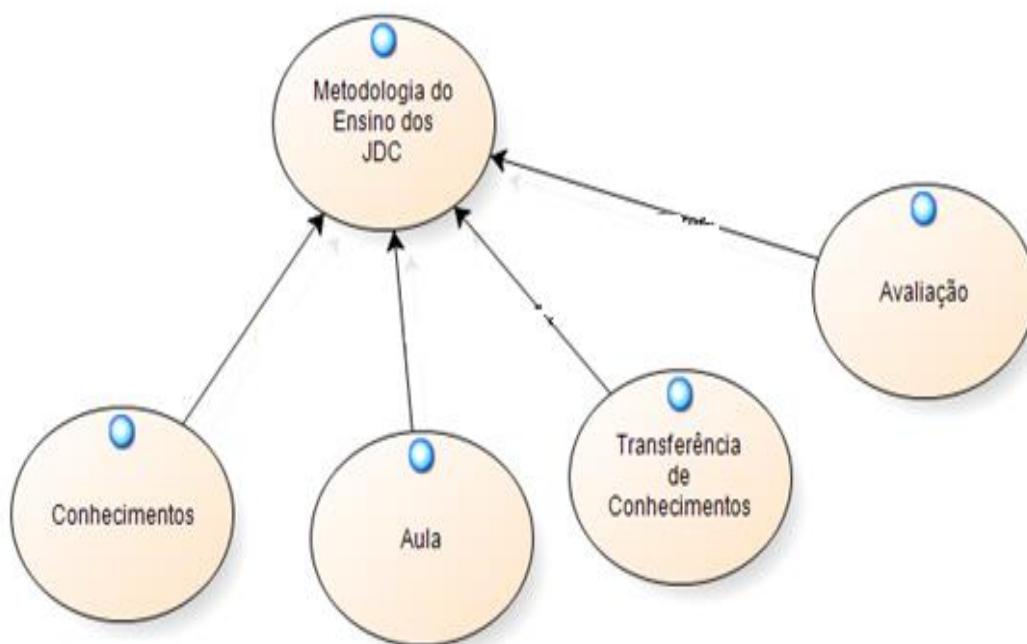 Metodologia do
Ensino dos
JDC
Avaliação
Transferência
de
Conhecimentos
Conhecimentos
Aula